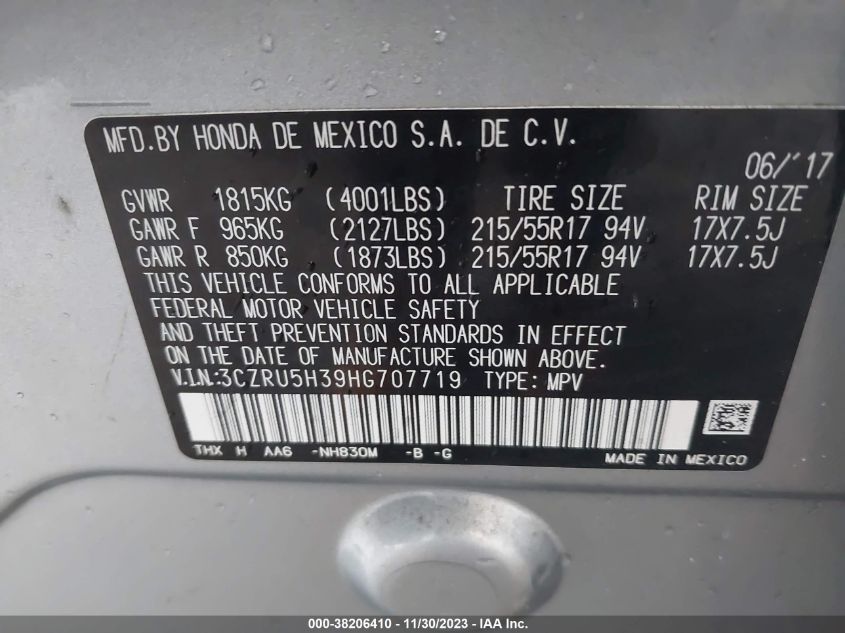 MFD.BY HONDA DE MEXICO S.A. DE C.V.
06/'17
GVWR 1815KG (4001LBS) TIRE SIZE RIM SIZE
GAWR F 965KG (2127LBS) 215/55R17 94V 17X7.5J
GAWR R 850KG (1873LBS) 215/55R17 94V 17X7.5J
THIS VEHICLE CONFORMS TO ALL APPLICABLE
FEDERAL MOTOR VEHICLE SAFETY
AND THEFT PREVENTION STANDARDS IN EFFECT
ON THE DATE OF MANUFACTURE SHOWN ABOVE.
V.I.N:3CZRU5H39HG707719 TYPE: MPV
THX H AA6 -NH830M -B -G MADE IN MEXICO
000-38206410 - 11/30/2023 - IAA Inc.